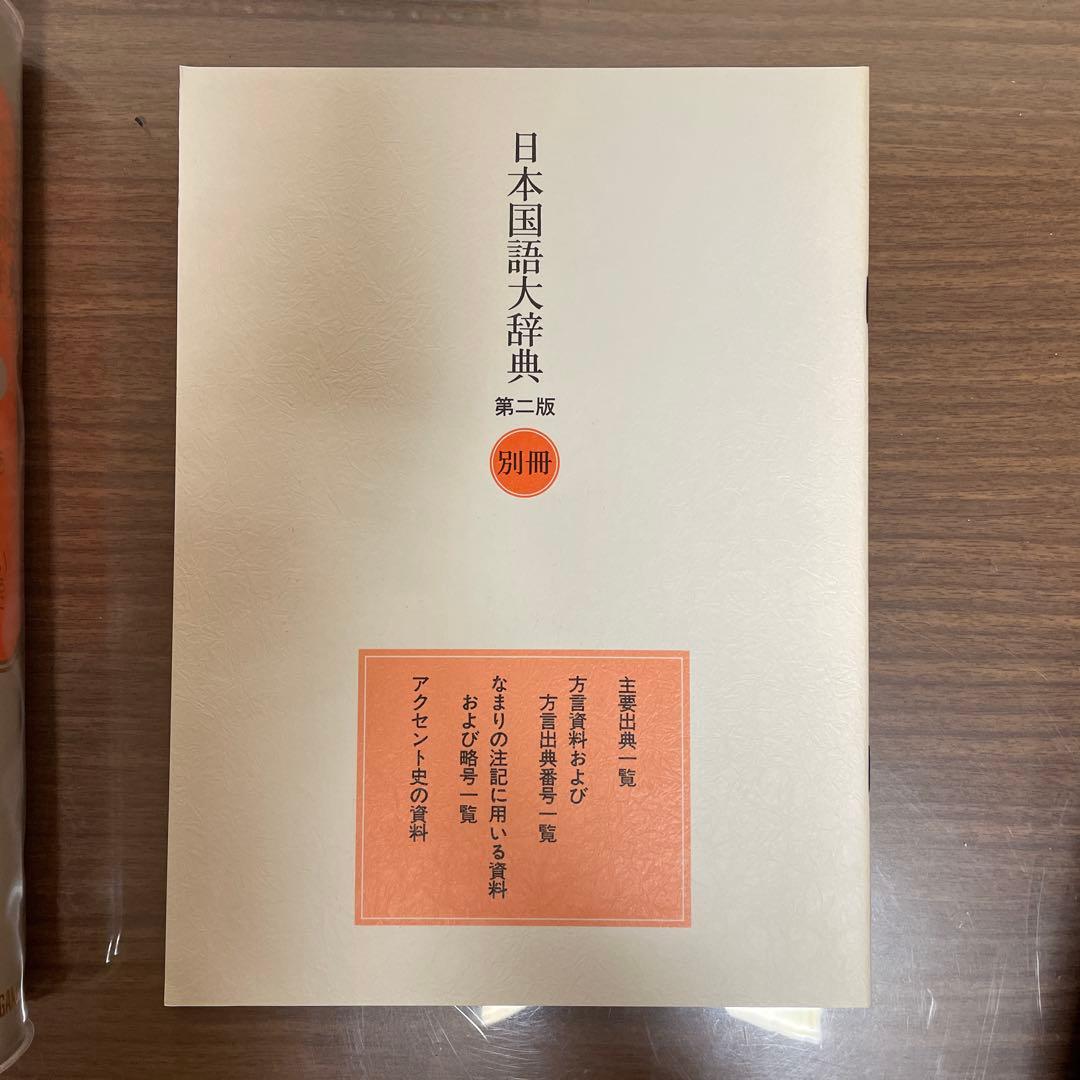 日本国語大辞典
第二版
別冊
主要出典一覧
方言資料および
方言出典番号一覧
なまりの注記に用いる資料
および略号一覧
アクセント史の資料